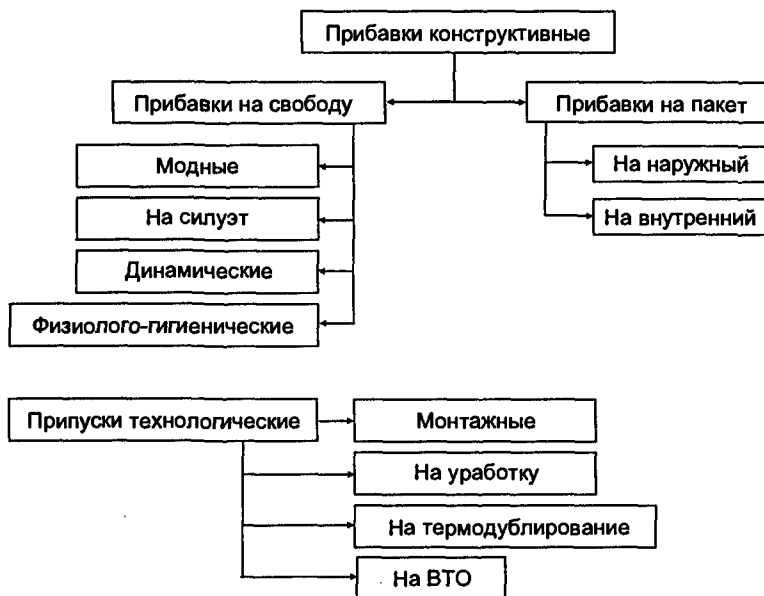 Прибавки конструктивные
Прибавки на свободу
Прибавки на пакет
Модные
На силуэт
Динамические
Физиолого-гигиенические
На наружный
На внутренний
Припуски технологические
Монтажные
На уработку
На термодублирование
На ВТО